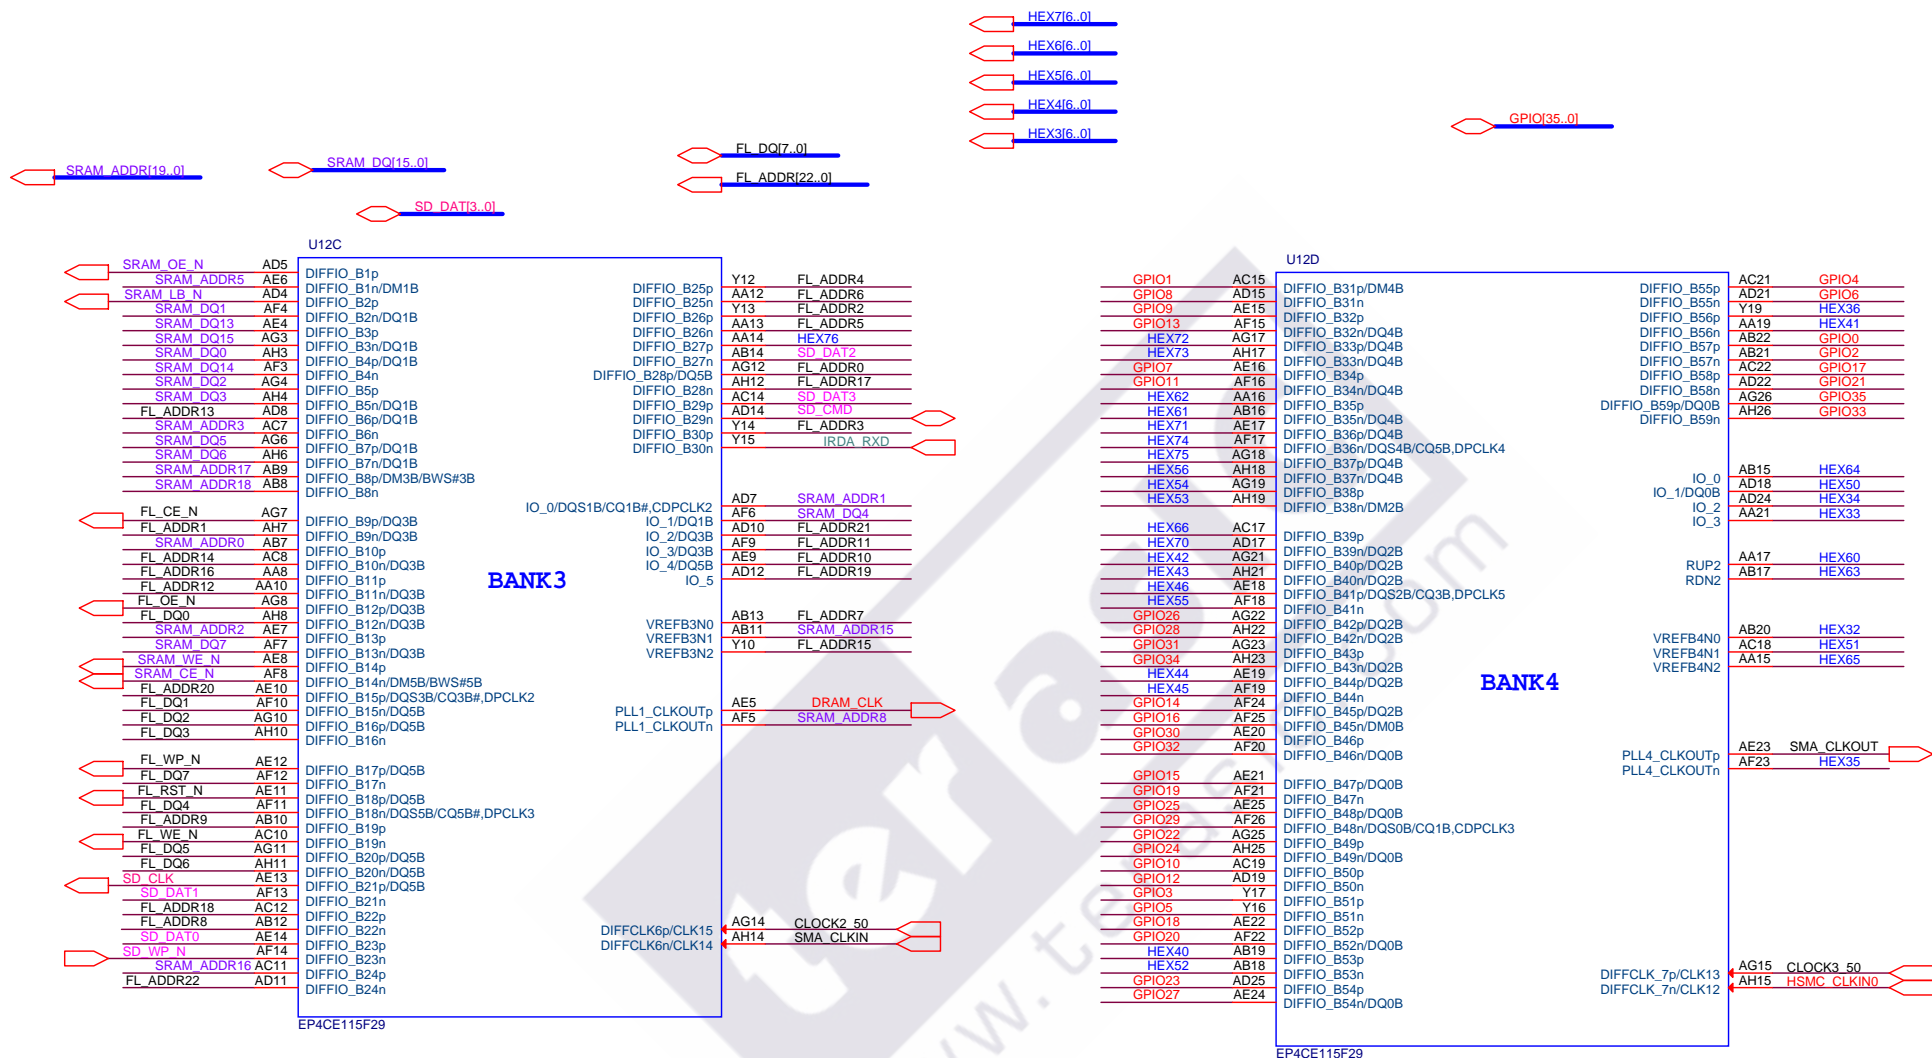 HEX7[6..0]
HEX6[6..0]
HEX5[6..0]
HEX4[6..0]
HEX3[6..0]
GPIO[35..0]
FL_DQ[7..0]
SRAM_ADDR[19..0]
SRAM_DQ[15..0]
FL_ADDR[22..0]
SD_DAT[3..0]
U12C
SRAM_OE_N AD5 DIFFIO_B1p
SRAM_ADDR5 AE6 DIFFIO_B1n/DM1B
SRAM_LB_N AD4 DIFFIO_B2p
SRAM_DQ1 AF4 DIFFIO_B2n/DQ1B
SRAM_DQ13 AE4 DIFFIO_B3p
SRAM_DQ15 AG3 DIFFIO_B3n/DQ1B
SRAM_DQ0 AH3 DIFFIO_B4p/DQ1B
SRAM_DQ14 AF3 DIFFIO_B4n
SRAM_DQ2 AG4 DIFFIO_B5p
SRAM_DQ3 AH4 DIFFIO_B5n/DQ1B
FL_ADDR13 AD8 DIFFIO_B6p/DQ1B
SRAM_ADDR3 AC7 DIFFIO_B6n
SRAM_DQ5 AG6 DIFFIO_B7p/DQ1B
SRAM_DQ6 AH6 DIFFIO_B7n/DQ1B
SRAM_ADDR17 AB9 DIFFIO_B8p/DM3B/BWS#3B
SRAM_ADDR18 AB8 DIFFIO_B8n
FL_CE_N AG7 DIFFIO_B9p/DQ3B
FL_ADDR1 AH7 DIFFIO_B9n/DQ3B
SRAM_ADDR0 AB7 DIFFIO_B10p
FL_ADDR14 AC8 DIFFIO_B10n/DQ3B
FL_ADDR16 AA8 DIFFIO_B11p
FL_ADDR12 AA10 DIFFIO_B11n/DQ3B
FL_OE_N AG8 DIFFIO_B12p/DQ3B
FL_DQ0 AH8 DIFFIO_B12n/DQ3B
SRAM_ADDR2 AE7 DIFFIO_B13p
SRAM_DQ7 AF7 DIFFIO_B13n/DQ3B
SRAM_WE_N AE8 DIFFIO_B14p
SRAM_CE_N AF8 DIFFIO_B14n/DM5B/BWS#5B
FL_ADDR20 AE10 DIFFIO_B15p/DQS3B/CQ3B#,DPCLK2
FL_DQ1 AF10 DIFFIO_B15n/DQ5B
FL_DQ2 AG10 DIFFIO_B16p/DQ5B
FL_DQ3 AH10 DIFFIO_B16n
FL_WP_N AE12 DIFFIO_B17p/DQ5B
FL_DQ7 AF12 DIFFIO_B17n
FL_RST_N AE11 DIFFIO_B18p/DQ5B
FL_DQ4 AF11 DIFFIO_B18n/DQS5B/CQ5B#,DPCLK3
FL_ADDR9 AB10 DIFFIO_B19p
FL_WE_N AC10 DIFFIO_B19n
FL_DQ5 AG11 DIFFIO_B20p/DQ5B
FL_DQ6 AH11 DIFFIO_B20n/DQ5B
SD_CLK AE13 DIFFIO_B21p/DQ5B
SD_DAT1 AF13 DIFFIO_B21n
FL_ADDR18 AC12 DIFFIO_B22p
FL_ADDR8 AB12 DIFFIO_B22n
SD_DAT0 AE14 DIFFIO_B23p
SD_WP_N AF14 DIFFIO_B23n
SRAM_ADDR16 AC11 DIFFIO_B24p
FL_ADDR22 AD11 DIFFIO_B24n
BANK3
DIFFIO_B25p Y12 FL_ADDR4
DIFFIO_B25n AA12 FL_ADDR6
DIFFIO_B26p Y13 FL_ADDR2
DIFFIO_B26n AA13 FL_ADDR5
DIFFIO_B27p AA14 HEX76
DIFFIO_B27n AB14 SD_DAT2
DIFFIO_B28p/DQ5B AG12 FL_ADDR0
DIFFIO_B28n AH12 FL_ADDR17
DIFFIO_B29p AC14 SD_DAT3
DIFFIO_B29n AD14 SD_CMD
DIFFIO_B30p Y14 FL_ADDR3
DIFFIO_B30n Y15 IRDA_RXD
IO_0/DQS1B/CQ1B#,CDPCLK2 AD7 SRAM_ADDR1
IO_1/DQ1B AF6 SRAM_DQ4
IO_2/DQ3B AD10 FL_ADDR21
IO_3/DQ3B AF9 FL_ADDR11
IO_4/DQ5B AE9 FL_ADDR10
IO_5 AD12 FL_ADDR19
VREFB3N0 AB13 FL_ADDR7
VREFB3N1 AB11 SRAM_ADDR15
VREFB3N2 Y10 FL_ADDR15
PLL1_CLKOUTp AE5 DRAM_CLK
PLL1_CLKOUTn AF5 SRAM_ADDR8
DIFFCLK6p/CLK15 AG14 CLOCK2_50
DIFFCLK6n/CLK14 AH14 SMA_CLKIN
EP4CE115F29
U12D
GPIO1 AC15 DIFFIO_B31p/DM4B
GPIO8 AD15 DIFFIO_B31n
GPIO9 AE15 DIFFIO_B32p
GPIO13 AF15 DIFFIO_B32n/DQ4B
HEX72 AG17 DIFFIO_B33p/DQ4B
HEX73 AH17 DIFFIO_B33n/DQ4B
GPIO7 AE16 DIFFIO_B34p
GPIO11 AF16 DIFFIO_B34n/DQ4B
HEX62 AA16 DIFFIO_B35p
HEX61 AB16 DIFFIO_B35n/DQ4B
HEX71 AE17 DIFFIO_B36p/DQ4B
HEX74 AF17 DIFFIO_B36n/DQS4B/CQ5B,DPCLK4
HEX75 AG18 DIFFIO_B37p/DQ4B
HEX56 AH18 DIFFIO_B37n/DQ4B
HEX54 AG19 DIFFIO_B38p
HEX53 AH19 DIFFIO_B38n/DM2B
HEX66 AC17 DIFFIO_B39p
HEX70 AD17 DIFFIO_B39n/DQ2B
HEX42 AG21 DIFFIO_B40p/DQ2B
HEX43 AH21 DIFFIO_B40n/DQ2B
HEX46 AE18 DIFFIO_B41p/DQS2B/CQ3B,DPCLK5
HEX55 AF18 DIFFIO_B41n
GPIO26 AG22 DIFFIO_B42p/DQ2B
GPIO28 AH22 DIFFIO_B42n/DQ2B
GPIO31 AG23 DIFFIO_B43p
GPIO34 AH23 DIFFIO_B43n/DQ2B
HEX44 AE19 DIFFIO_B44p/DQ2B
HEX45 AF19 DIFFIO_B44n
GPIO14 AF24 DIFFIO_B45p/DQ2B
GPIO16 AF25 DIFFIO_B45n/DM0B
GPIO30 AE20 DIFFIO_B46p
GPIO32 AF20 DIFFIO_B46n/DQ0B
GPIO15 AE21 DIFFIO_B47p/DQ0B
GPIO19 AF21 DIFFIO_B47n
GPIO25 AE25 DIFFIO_B48p/DQ0B
GPIO29 AF26 DIFFIO_B48n/DQS0B/CQ1B,CDPCLK3
GPIO22 AG25 DIFFIO_B49p
GPIO24 AH25 DIFFIO_B49n/DQ0B
GPIO10 AC19 DIFFIO_B50p
GPIO12 AD19 DIFFIO_B50n
GPIO3 Y17 DIFFIO_B51p
GPIO5 Y16 DIFFIO_B51n
GPIO18 AE22 DIFFIO_B52p
GPIO20 AF22 DIFFIO_B52n/DQ0B
HEX40 AB19 DIFFIO_B53p
HEX52 AB18 DIFFIO_B53n
GPIO23 AD25 DIFFIO_B54p
GPIO27 AE24 DIFFIO_B54n/DQ0B
BANK4
DIFFIO_B55p AC21 GPIO4
DIFFIO_B55n AD21 GPIO6
DIFFIO_B56p Y19 HEX36
DIFFIO_B56n AA19 HEX41
DIFFIO_B57p AB22 GPIO0
DIFFIO_B57n AB21 GPIO2
DIFFIO_B58p AC22 GPIO17
DIFFIO_B58n AD22 GPIO21
DIFFIO_B59p/DQ0B AG26 GPIO35
DIFFIO_B59n AH26 GPIO33
IO_0 AB15 HEX64
IO_1/DQ0B AD18 HEX50
IO_2 AD24 HEX34
IO_3 AA21 HEX33
RUP2 AA17 HEX60
RDN2 AB17 HEX63
VREFB4N0 AB20 HEX32
VREFB4N1 AC18 HEX51
VREFB4N2 AA15 HEX65
PLL4_CLKOUTp AE23 SMA_CLKOUT
PLL4_CLKOUTn AF23 HEX35
DIFFCLK_7p/CLK13 AG15 CLOCK3_50
DIFFCLK_7n/CLK12 AH15 HSMC_CLKIN0
EP4CE115F29